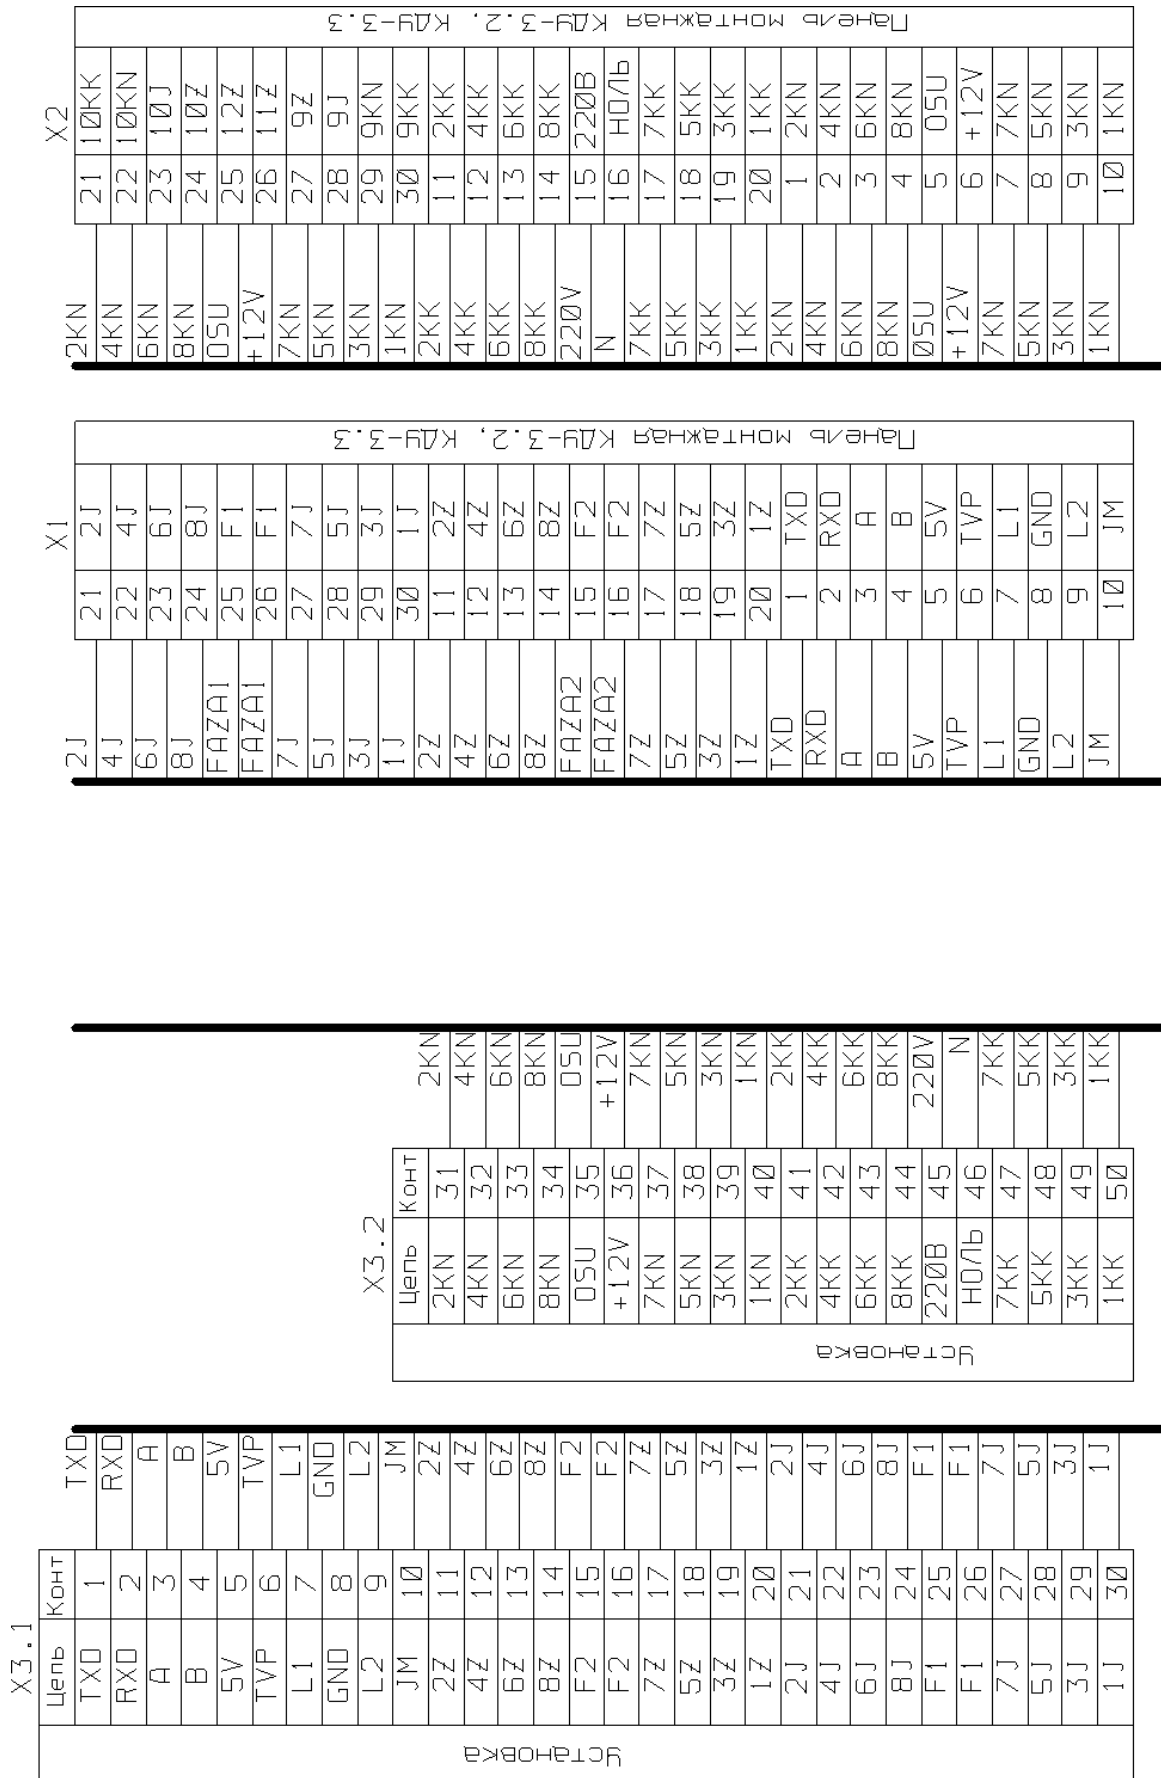 X3.1
Цепь Конт
TXD 1 TXD
RXD 2 RXD
A 3 A
B 4 B
5V 5 5V
TVP 6 TVP
L1 7 L1
GND 8 GND
L2 9 L2
JM 10 JM
2Z 11 2Z
4Z 12 4Z
6Z 13 6Z
8Z 14 8Z
F2 15 F2
F2 16 F2
7Z 17 7Z
5Z 18 5Z
3Z 19 3Z
1Z 20 1Z
2J 21 2J
4J 22 4J
6J 23 6J
8J 24 8J
F1 25 F1
F1 26 F1
7J 27 7J
5J 28 5J
3J 29 3J
1J 30 1J
Установка
X3.2
Цепь Конт
2KN 31 2KN
4KN 32 4KN
6KN 33 6KN
8KN 34 8KN
OSU 35 OSU
+12V 36 +12V
7KN 37 7KN
5KN 38 5KN
3KN 39 3KN
1KN 40 1KN
2KK 41 2KK
4KK 42 4KK
6KK 43 6KK
8KK 44 8KK
220В 45 220V
НОЛЬ 46 N
7KK 47 7KK
5KK 48 5KK
3KK 49 3KK
1KK 50 1KK
Установка
X1
2J 21 2J
4J 22 4J
6J 23 6J
8J 24 8J
FAZA1 25 F1
FAZA1 26 F1
7J 27 7J
5J 28 5J
3J 29 3J
1J 30 1J
2Z 11 2Z
4Z 12 4Z
6Z 13 6Z
8Z 14 8Z
FAZA2 15 F2
FAZA2 16 F2
7Z 17 7Z
5Z 18 5Z
3Z 19 3Z
1Z 20 1Z
TXD 1 TXD
RXD 2 RXD
A 3 A
B 4 B
5V 5 5V
TVP 6 TVP
L1 7 L1
GND 8 GND
L2 9 L2
JM 10 JM
Панель монтажная КДУ-3.2, КДУ-3.3
X2
2KN 21 10KK
4KN 22 10KN
6KN 23 10J
8KN 24 10Z
OSU 25 12Z
+12V 26 11Z
7KN 27 9Z
5KN 28 9J
3KN 29 9KN
1KN 30 9KK
2KK 11 2KK
4KK 12 4KK
6KK 13 6KK
8KK 14 8KK
220V 15 220В
N 16 НОЛЬ
7KK 17 7KK
5KK 18 5KK
3KK 19 3KK
1KK 20 1KK
2KN 1 2KN
4KN 2 4KN
6KN 3 6KN
8KN 4 8KN
0SU 5 OSU
+12V 6 +12V
7KN 7 7KN
5KN 8 5KN
3KN 9 3KN
1KN 10 1KN
Панель монтажная КДУ-3.2, КДУ-3.3